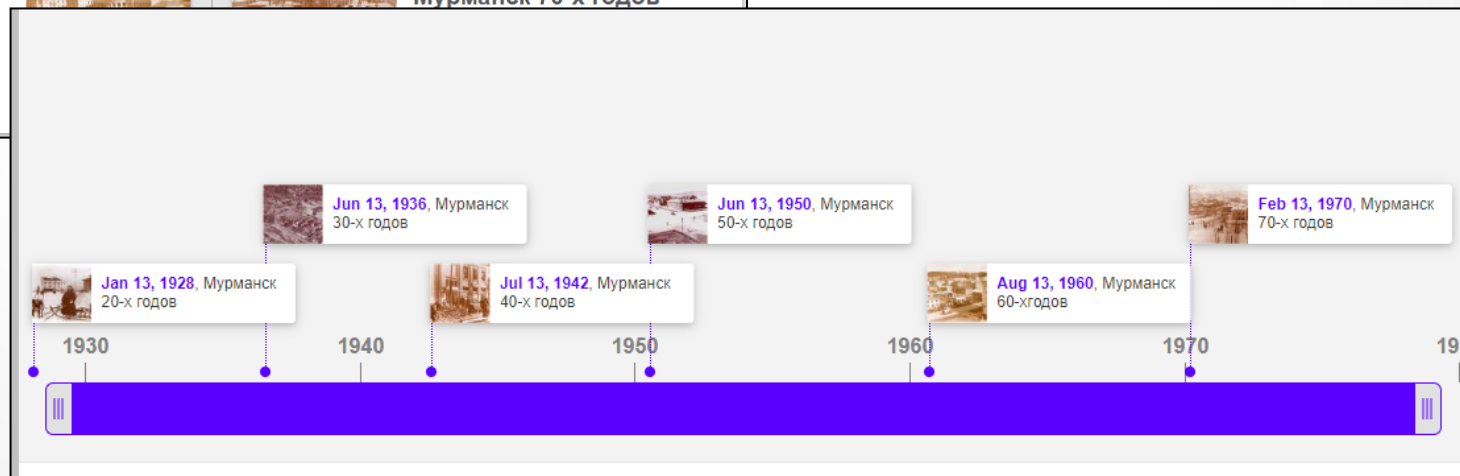 Мурманск 70-х годов
Jun 13, 1936, Мурманск
30-х годов
Jun 13, 1950, Мурманск
50-х годов
Feb 13, 1970, Мурманск
70-х годов
Jan 13, 1928, Мурманск
20-х годов
Jul 13, 1942, Мурманск
40-х годов
Aug 13, 1960, Мурманск
60-хгодов
1930 1940 1950 1960 1970 19